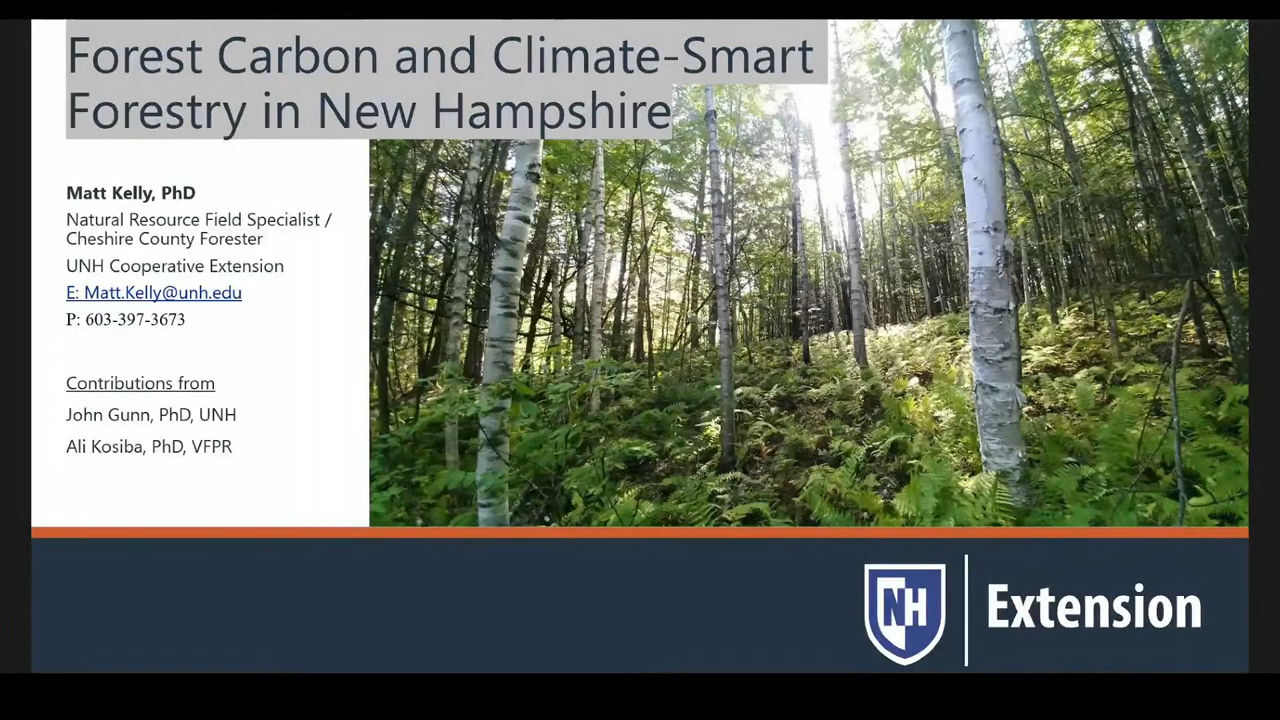 Forest Carbon and Climate-Smart
Forestry in New Hampshire
Matt Kelly, PhD
Natural Resource Field Specialist /
Cheshire County Forester
UNH Cooperative Extension
E: Matt.Kelly@unh.edu
P: 603-397-3673
Contributions from
John Gunn, PhD, UNH
Ali Kosiba, PhD, VFPR
NH
Extension